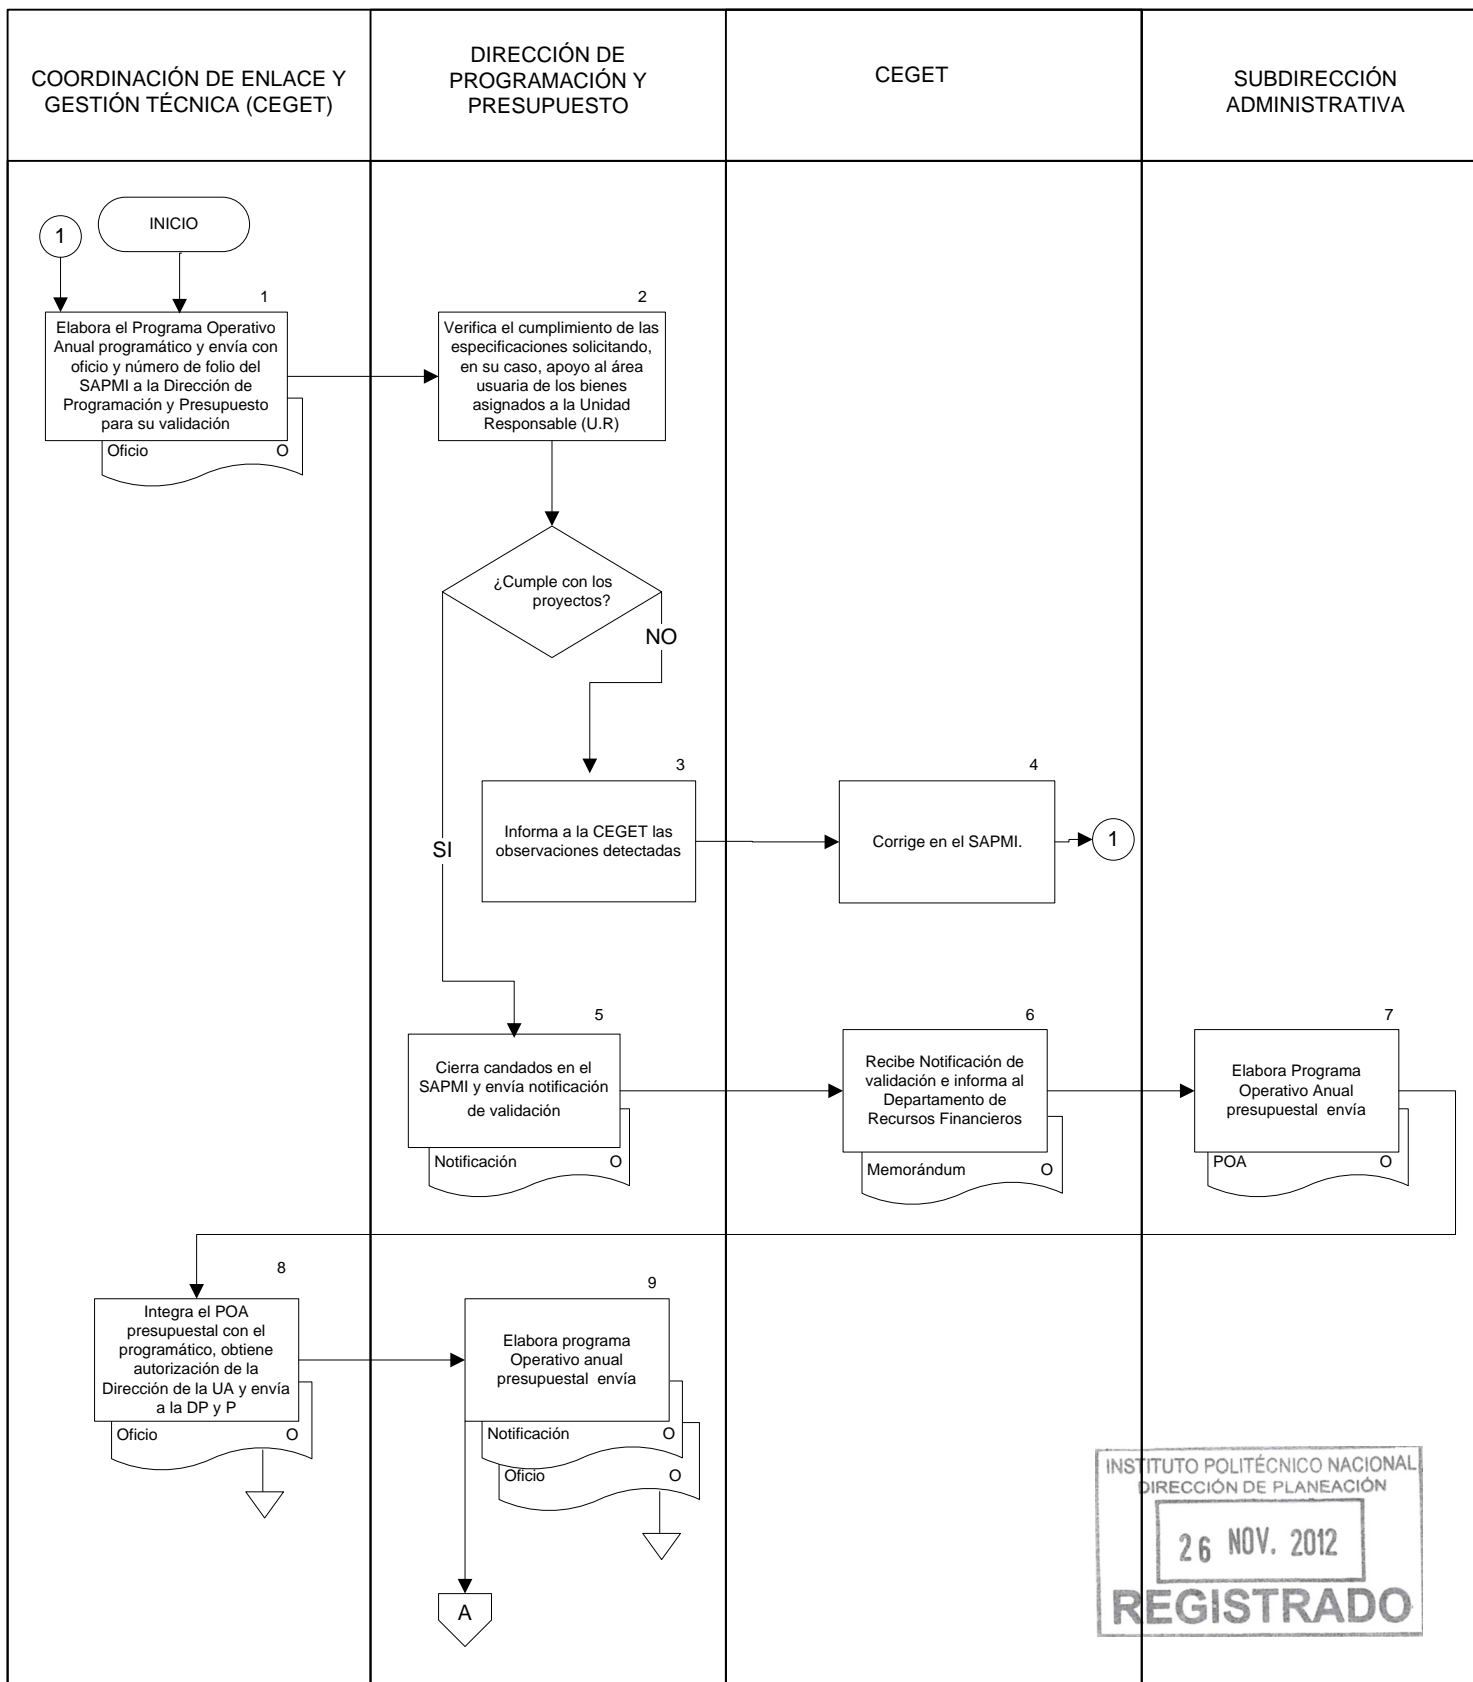 COORDINACIÓN DE ENLACE Y
GESTIÓN TÉCNICA (CEGET)
DIRECCIÓN DE
PROGRAMACIÓN Y
PRESUPUESTO
CEGET
SUBDIRECCIÓN
ADMINISTRATIVA
1
INICIO
1
Elabora el Programa Operativo
Anual programático y envía con
oficio y número de folio del
SAPMI a la Dirección de
Programación y Presupuesto
para su validación
Oficio O
2
Verifica el cumplimiento de las
especificaciones solicitando,
en su caso, apoyo al área
usuaria de los bienes
asignados a la Unidad
Responsable (U.R)
¿Cumple con los
proyectos?
NO
SI
3
Informa a la CEGET las
observaciones detectadas
4
Corrige en el SAPMI.
1
5
Cierra candados en el
SAPMI y envía notificación
de validación
Notificación O
6
Recibe Notificación de
validación e informa al
Departamento de
Recursos Financieros
Memorándum O
7
Elabora Programa
Operativo Anual
presupuestal envía
POA O
8
Integra el POA
presupuestal con el
programático, obtiene
autorización de la
Dirección de la UA y envía
a la DP y P
Oficio O
9
Elabora programa
Operativo anual
presupuestal envía
Notificación O
Oficio O
A
INSTITUTO POLITÉCNICO NACIONAL
DIRECCIÓN DE PLANEACIÓN
26 NOV. 2012
REGISTRADO